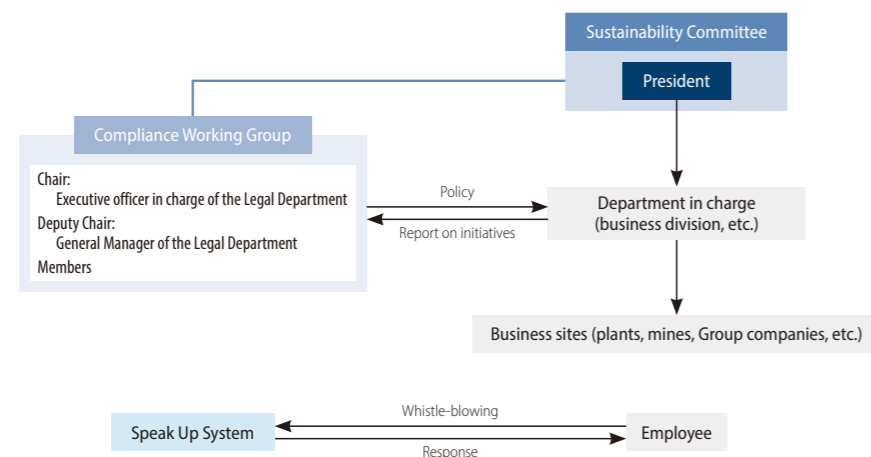 Sustainability Committee
President
Compliance Working Group
Chair:
Executive officer in charge of the Legal Department
Deputy Chair:
General Manager of the Legal Department
Members
Policy
Report on initiatives
Department in charge
(business division, etc.)
Business sites (plants, mines, Group companies, etc.)
Speak Up System
Whistle-blowing
Response
Employee